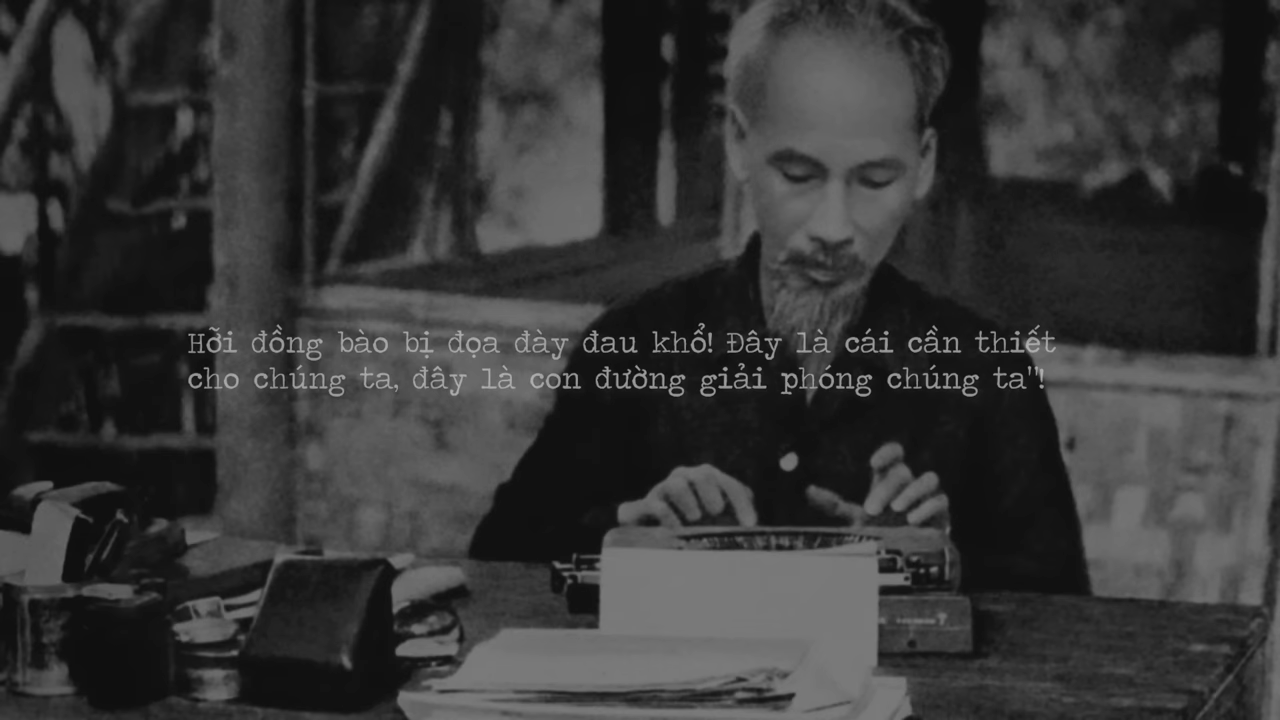 Hỡi đồng bào bị đọa đày đau khổ! Đây là cái cần thiết
cho chúng ta, đây là con đường giải phóng chúng ta"!